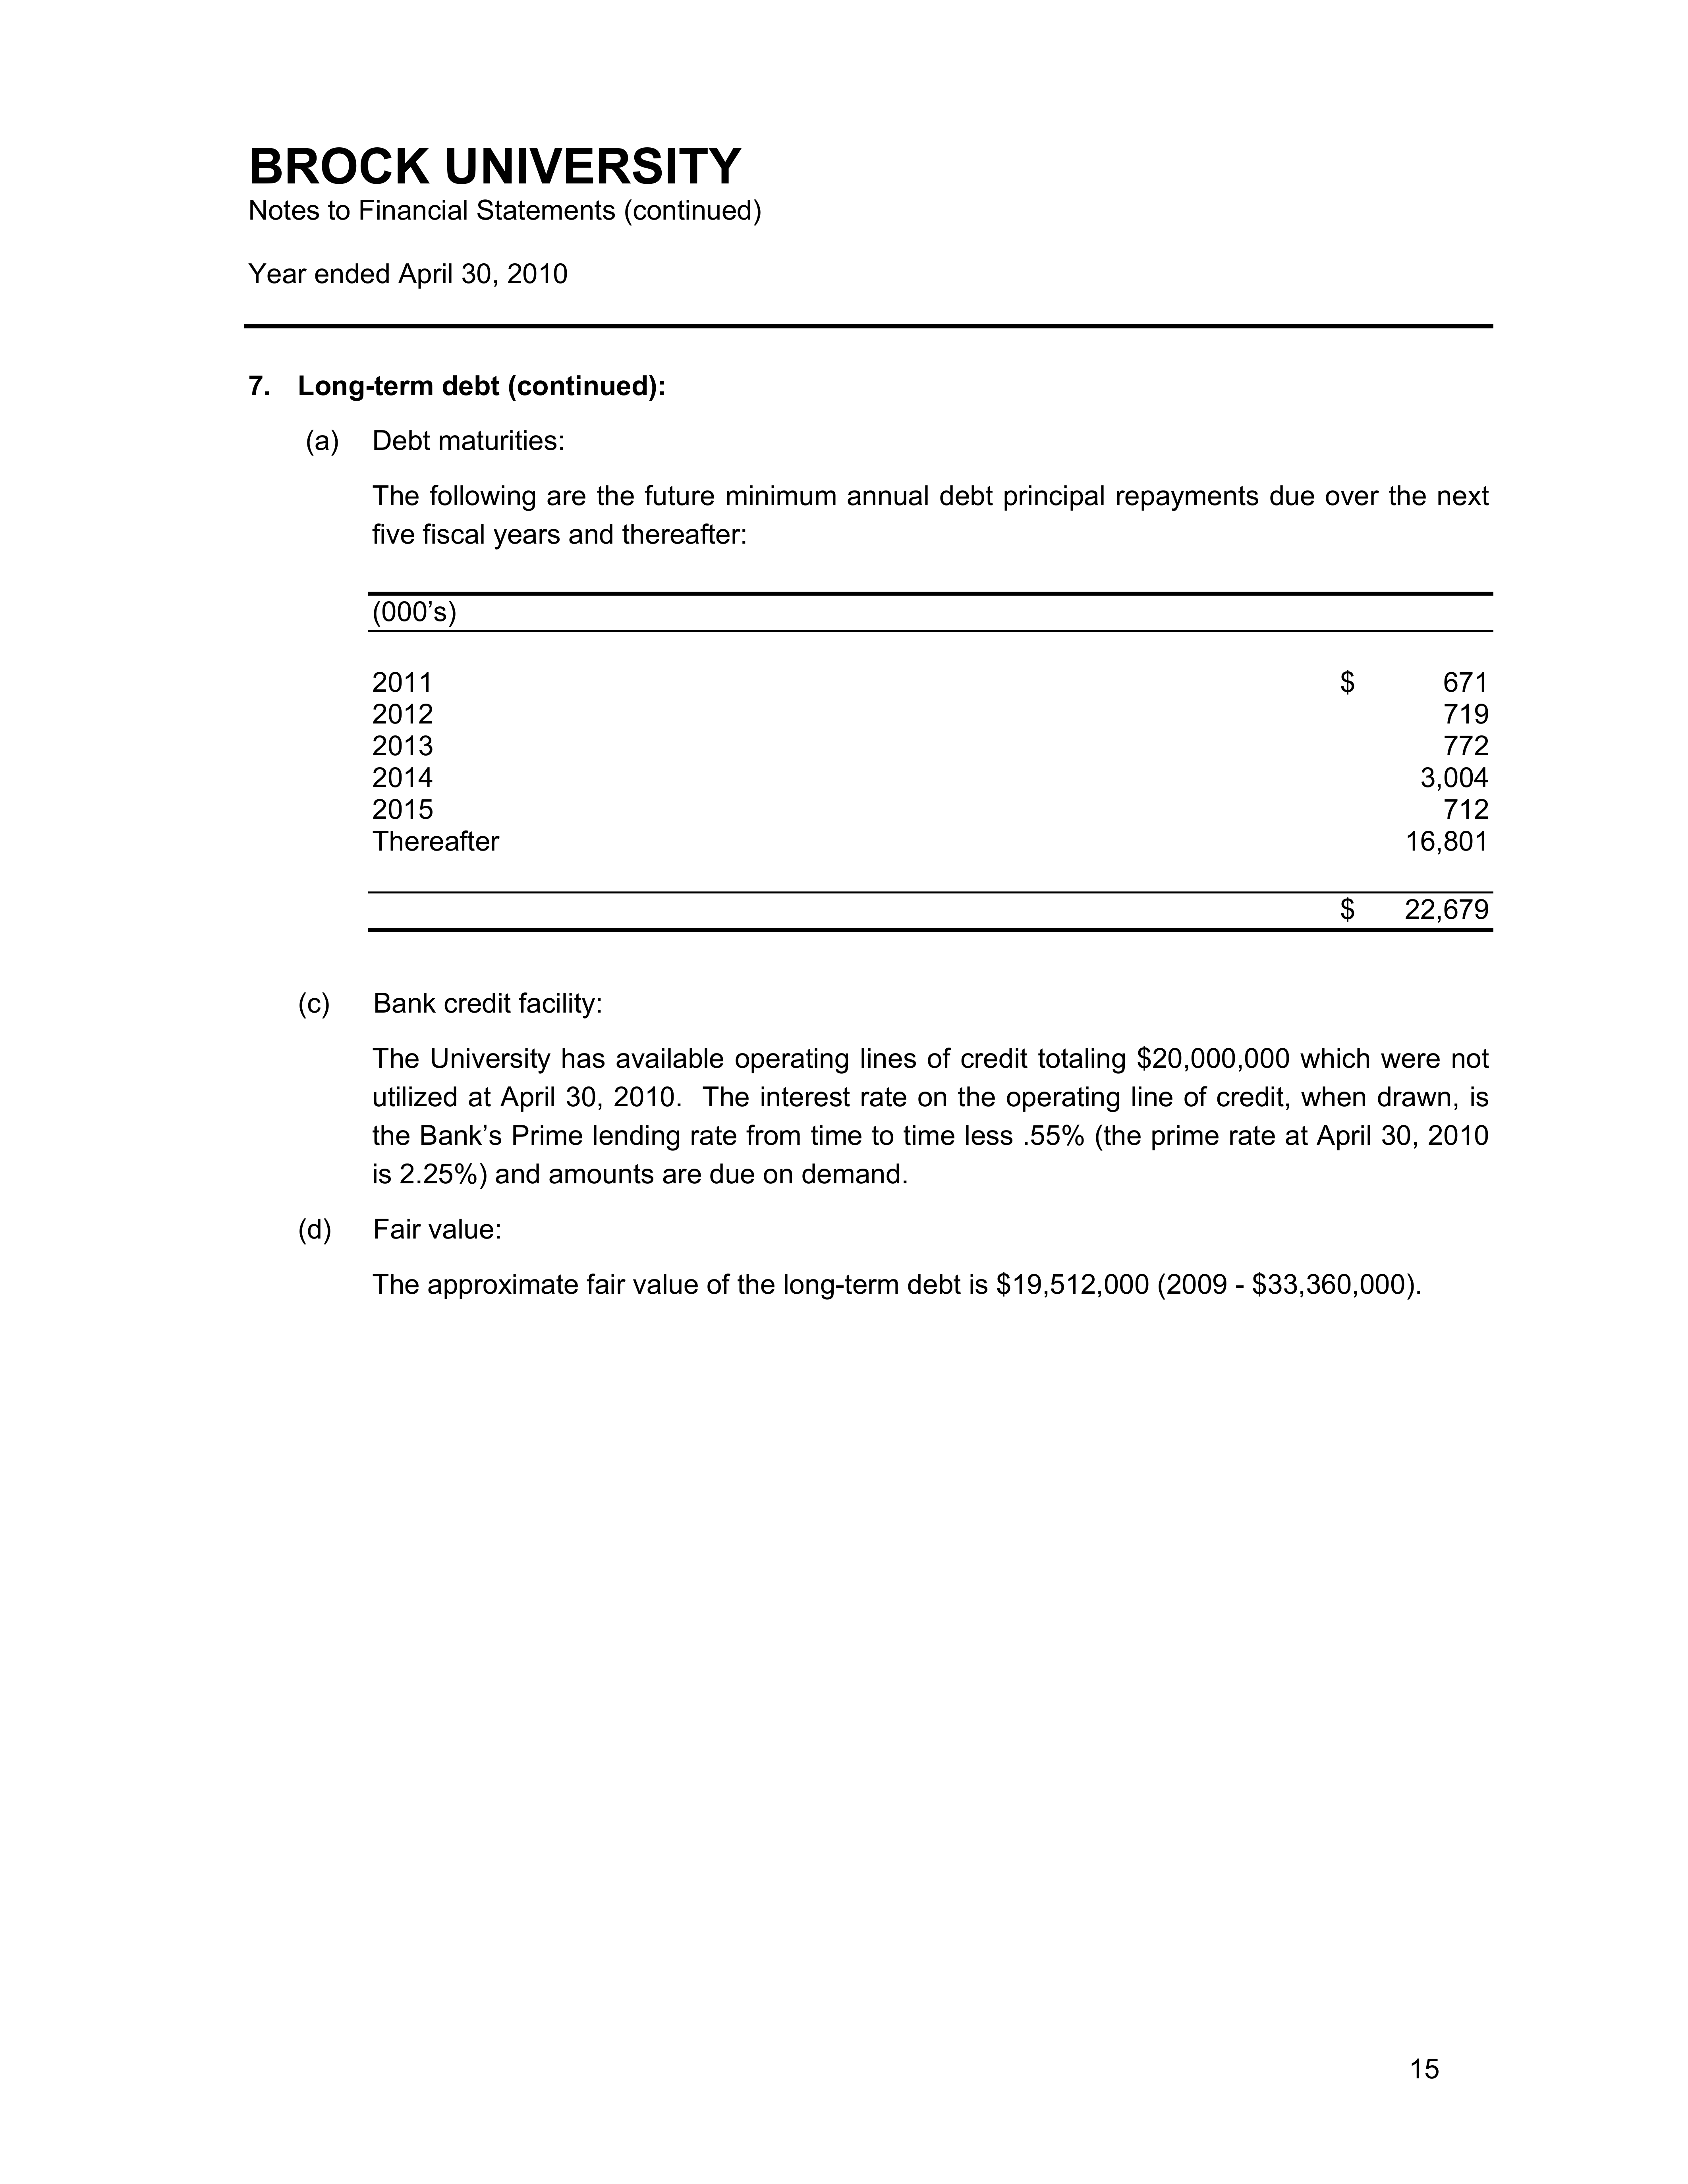 BROCK UNIVERSITY
Notes to Financial Statements (continued)
Year ended April 30, 2010
7. Long-term debt (continued):
(a) Debt maturities:
The following are the future minimum annual debt principal repayments due over the next
five fiscal years and thereafter:
(000’s)
2011 $ 671
2012 719
2013 772
2014 3,004
2015 712
Thereafter 16,801
$ 22,679
(c) Bank credit facility:
The University has available operating lines of credit totaling $20,000,000 which were not
utilized at April 30, 2010.  The interest rate on the operating line of credit, when drawn, is
the Bank’s Prime lending rate from time to time less .55% (the prime rate at April 30, 2010
is 2.25%) and amounts are due on demand.
(d) Fair value:
The approximate fair value of the long-term debt is $19,512,000 (2009 - $33,360,000).
15